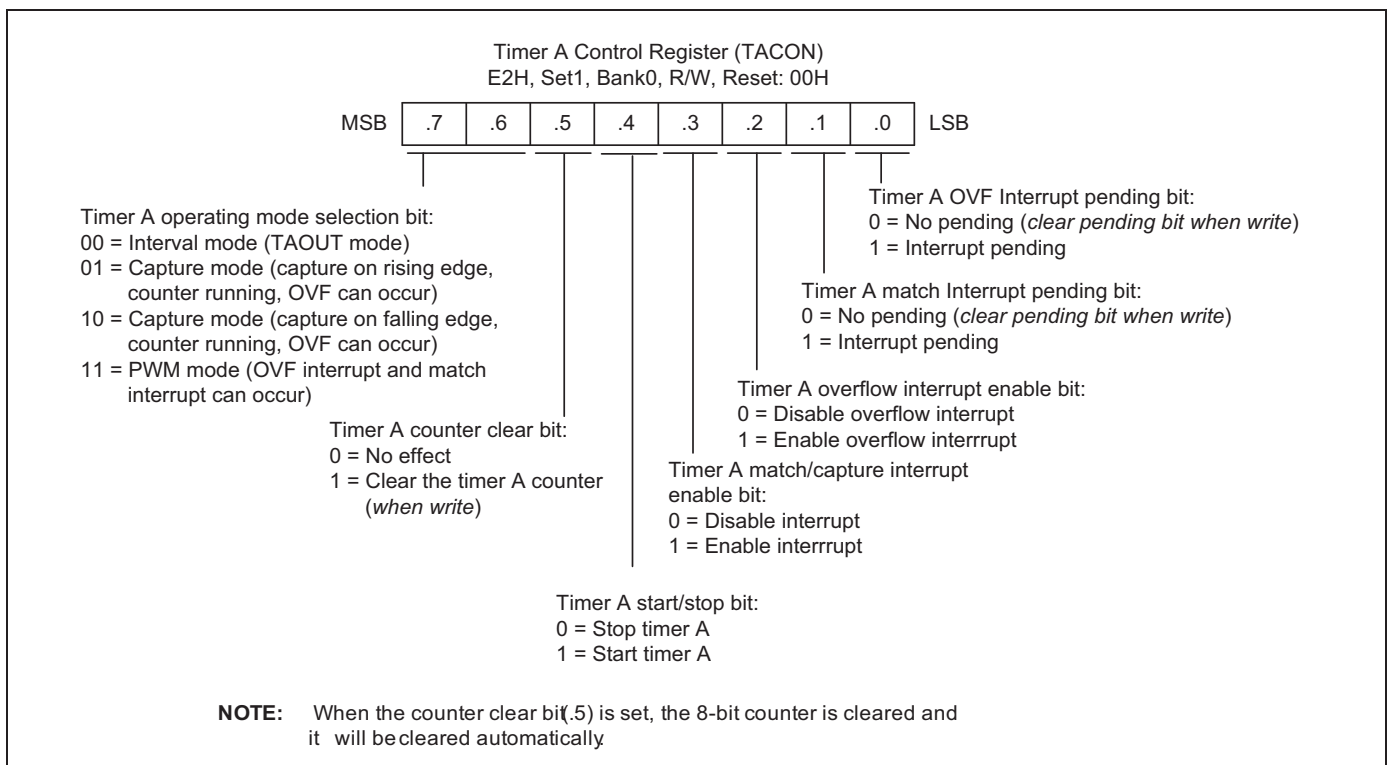 Timer A Control Register (TACON)
E2H, Set1, Bank0, R/W, Reset: 00H
MSB .7 .6 .5 .4 .3 .2 .1 .0 LSB
Timer A operating mode selection bit:
00 = Interval mode (TAOUT mode)
01 = Capture mode (capture on rising edge,
counter running, OVF can occur)
10 = Capture mode (capture on falling edge,
counter running, OVF can occur)
11 = PWM mode (OVF interrupt and match
interrupt can occur)
Timer A counter clear bit:
0 = No effect
1 = Clear the timer A counter
(when write)
Timer A start/stop bit:
0 = Stop timer A
1 = Start timer A
Timer A match/capture interrupt
enable bit:
0 = Disable interrupt
1 = Enable interrrupt
Timer A overflow interrupt enable bit:
0 = Disable overflow interrupt
1 = Enable overflow interrrupt
Timer A match Interrupt pending bit:
0 = No pending (clear pending bit when write)
1 = Interrupt pending
Timer A OVF Interrupt pending bit:
0 = No pending (clear pending bit when write)
1 = Interrupt pending
NOTE: When the counter clear bit(.5) is set, the 8-bit counter is cleared and
it will be cleared automatically.